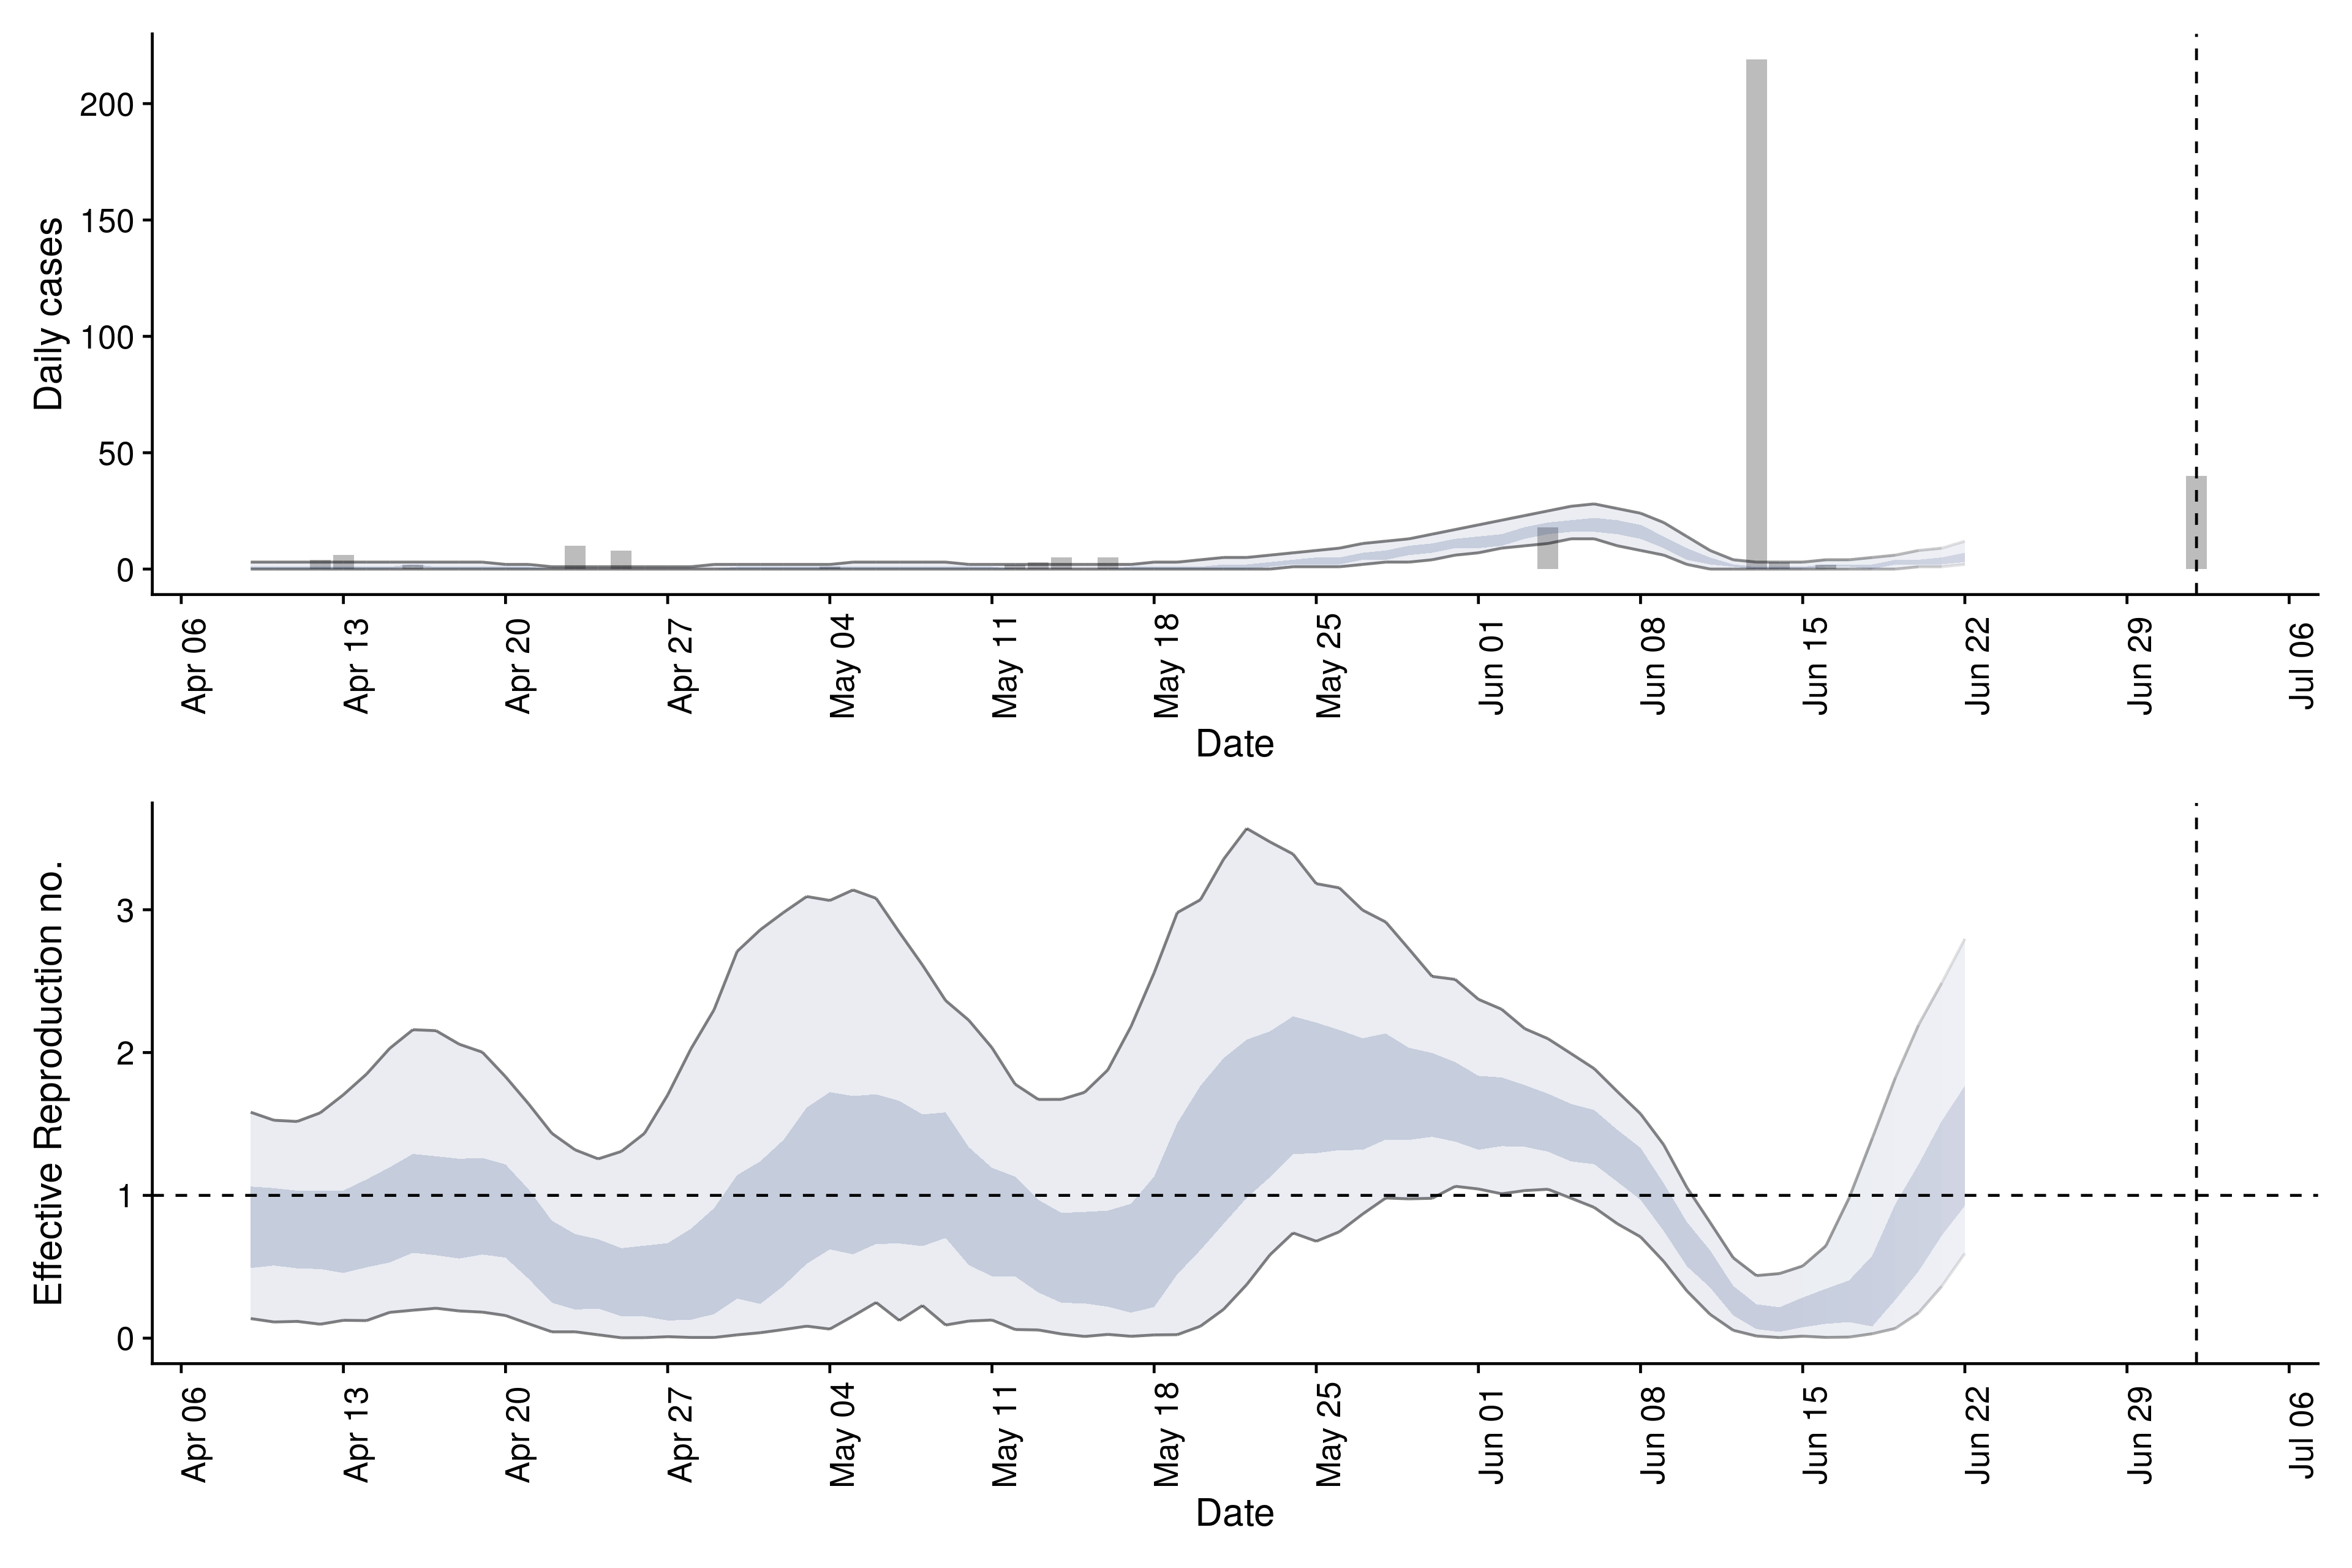 Daily cases
200
150
100
50
0
Apr 06
Apr 13
Apr 20
Apr 27
May 04
May 11
May 18
May 25
Jun 01
Jun 08
Jun 15
Jun 22
Jun 29
Jul 06
Date
Effective Reproduction no.
3
2
1
0
Apr 06
Apr 13
Apr 20
Apr 27
May 04
May 11
May 18
May 25
Jun 01
Jun 08
Jun 15
Jun 22
Jun 29
Jul 06
Date